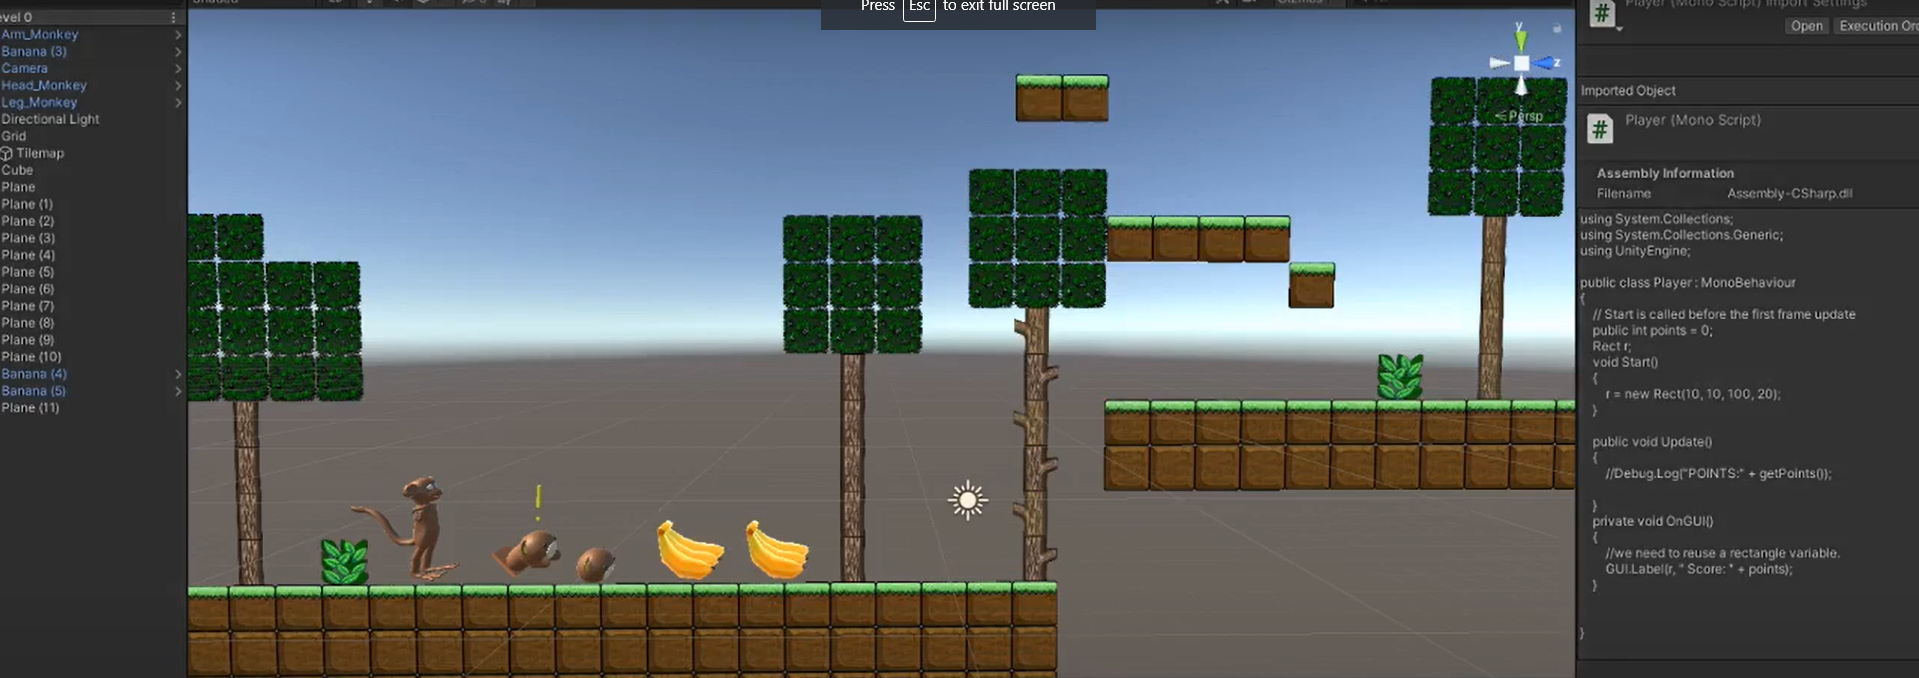 Press Esc to exit full screen
evel 0
Arm_Monkey
Banana (3)
Camera
Head_Monkey
Leg_Monkey
Directional Light
Grid
Tilemap
Cube
Plane
Plane (1)
Plane (2)
Plane (3)
Plane (4)
Plane (5)
Plane (6)
Plane (7)
Plane (8)
Plane (9)
Plane (10)
Banana (4)
Banana (5)
Plane (11)
y
z
Persp
!
Player (Mono Script) Import Settings
Open
Execution Ord
Imported Object
Player (Mono Script)
Assembly Information
Filename Assembly-CSharp.dll
using System.Collections;
using System.Collections.Generic;
using UnityEngine;
public class Player : MonoBehaviour
{
// Start is called before the first frame update
public int points = 0;
Rect r;
void Start()
{
r = new Rect(10, 10, 100, 20);
}
public void Update()
{
//Debug.Log("POINTS:" + getPoints());
}
private void OnGUI()
{
//we need to reuse a rectangle variable.
GUI.Label(r, " Score: " + points);
}
}